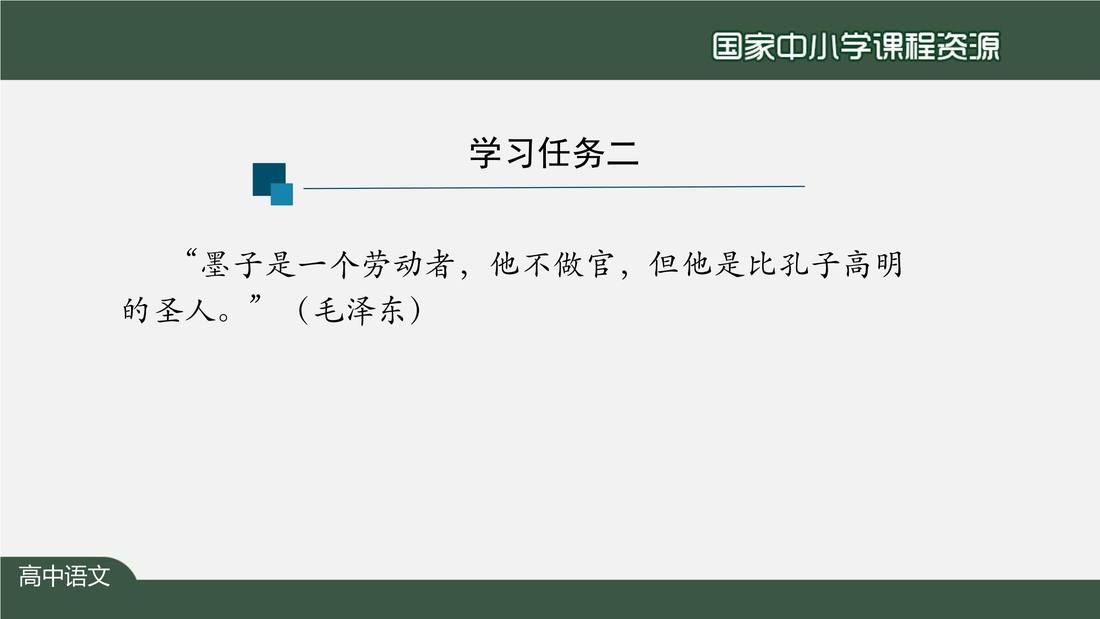 国家中小学课程资源
学习任务二
“墨子是一个劳动者，他不做官，但他是比孔子高明
的圣人。”（毛泽东）
高中语文